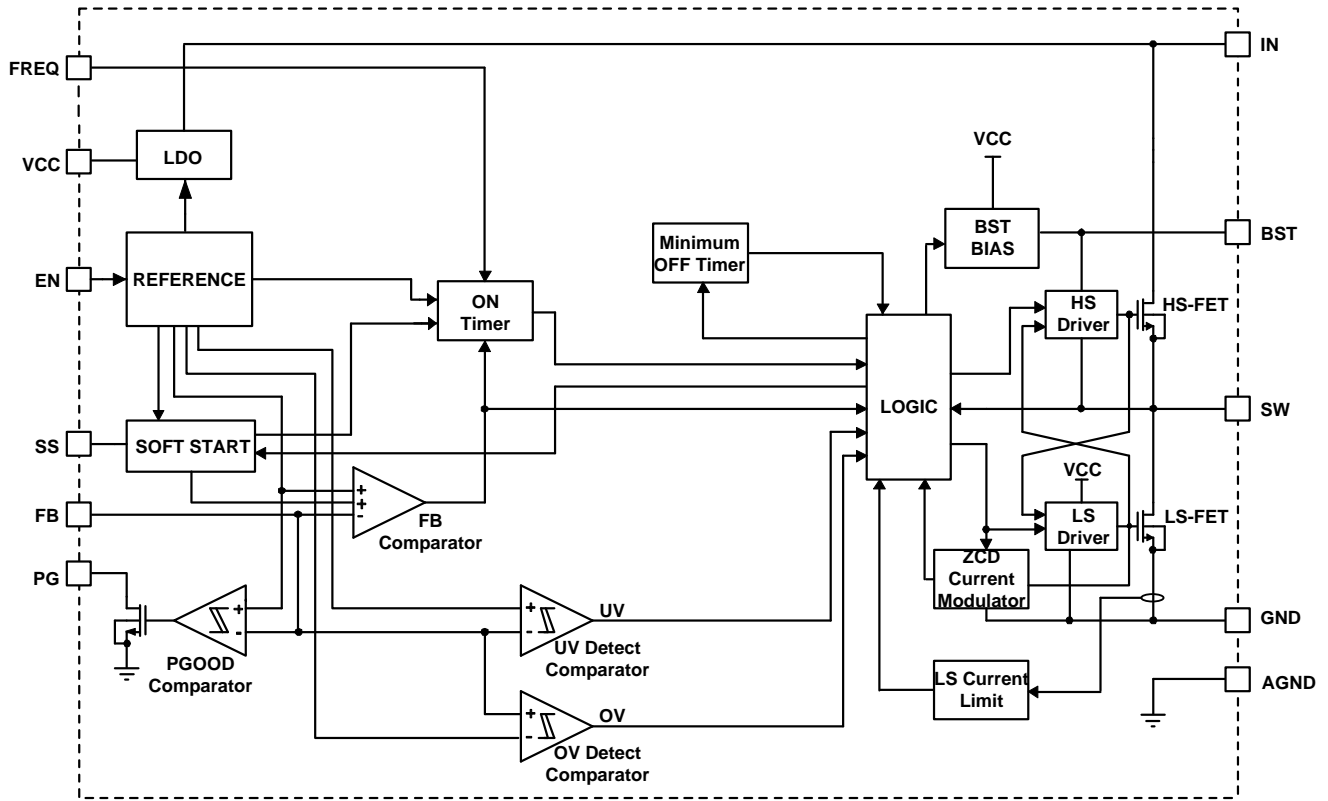 IN
FREQ
LDO
VCC
VCC
BST
BIAS
BST
Minimum
OFF Timer
EN
REFERENCE
ON
Timer
HS
Driver
HS-FET
LOGIC
SW
SS
SOFT START
+
+
-
FB
Comparator
FB
VCC
LS
Driver
LS-FET
ZCD
Current
Modulator
PG
+
-
PGOOD
Comparator
+
-
UV
UV Detect
Comparator
GND
LS Current
Limit
AGND
+
-
OV
OV Detect
Comparator